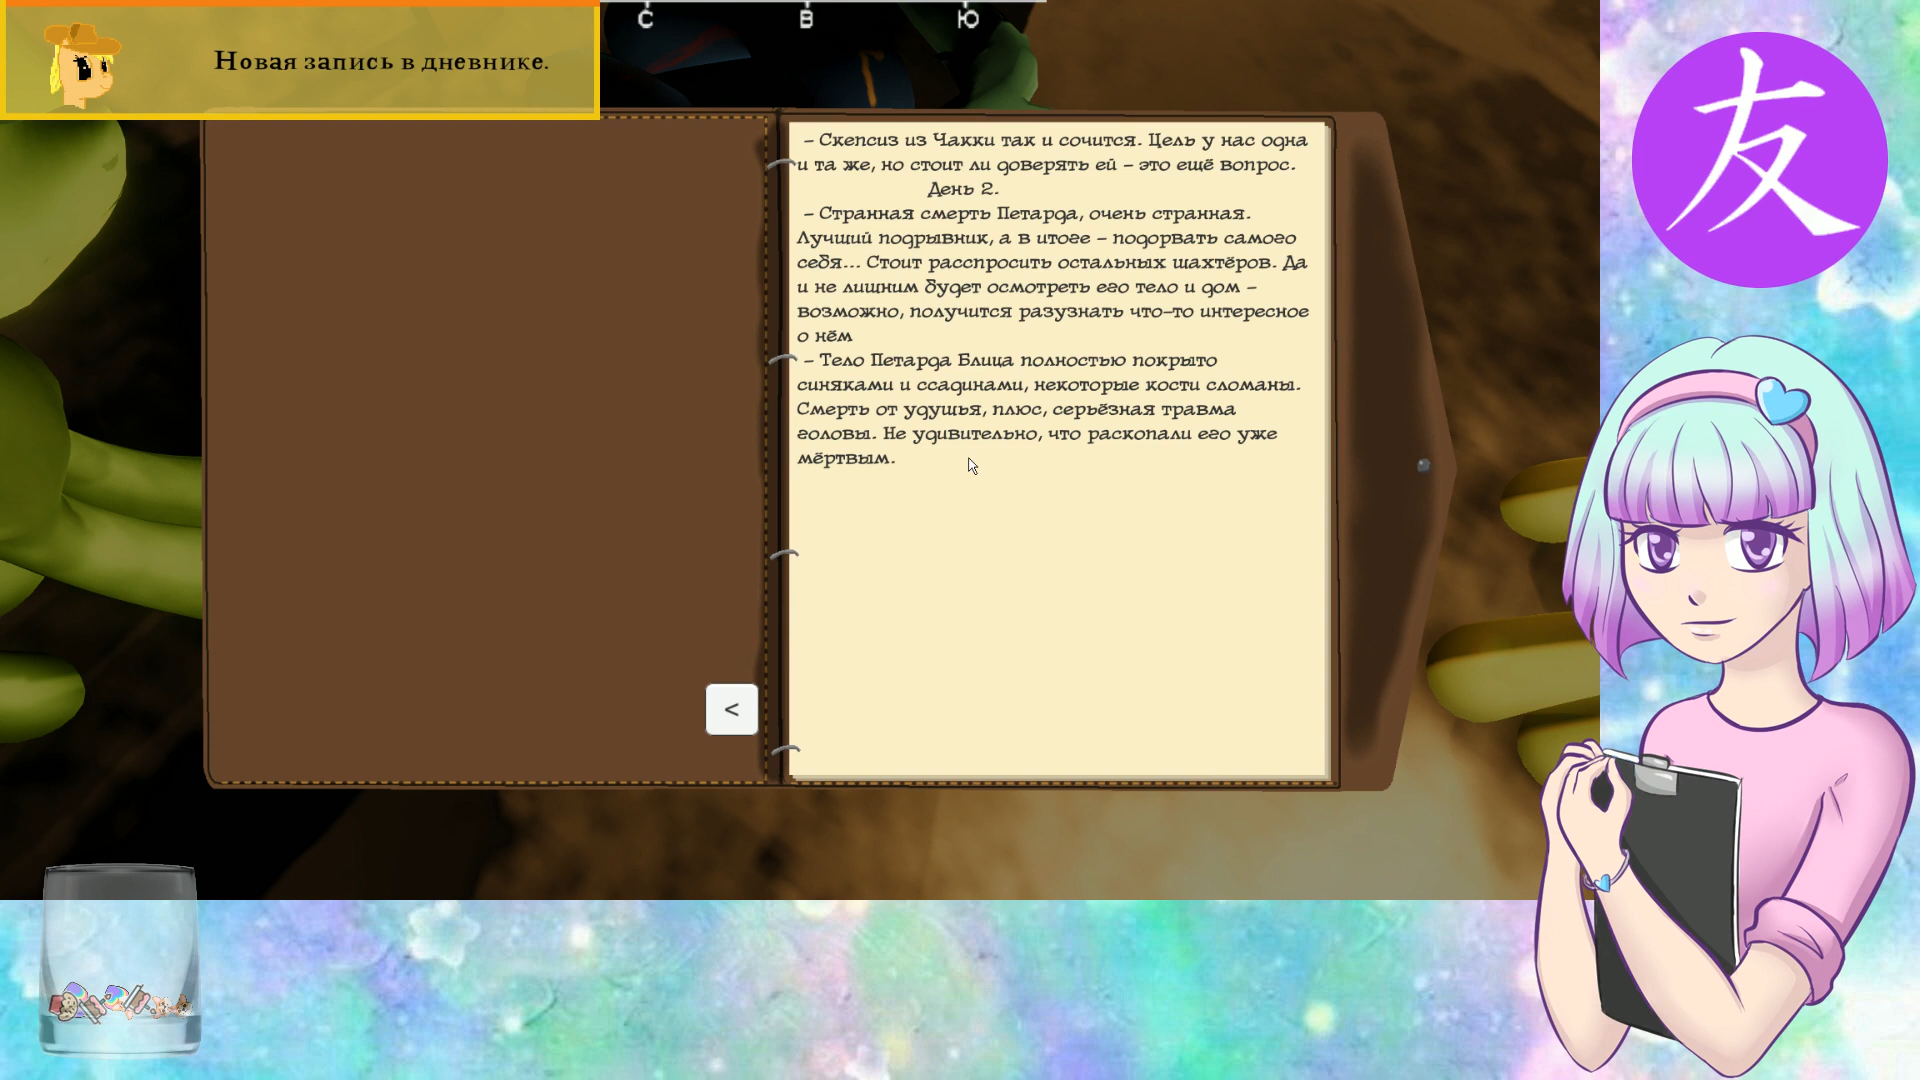 Новая запись в дневнике.
С В Ю
– Скепсиз из Чакки так и сочится. Цель у нас одна
и та же, но стоит ли доверять ей – это ещё вопрос.
День 2.
– Странная смерть Петарда, очень странная.
Лучший подрывник, а в итоге – подорвать самого
себя... Стоит расспросить остальных шахтёров. Да
и не лишним будет осмотреть его тело и дом –
возможно, получится разузнать что-то интересное
о нём
– Тело Петарда Блица полностью покрыто
синяками и ссадинами, некоторые кости сломаны.
Смерть от удушья, плюс, серьёзная травма
головы. Не удивительно, что раскопали его уже
мёртвым.
<
友